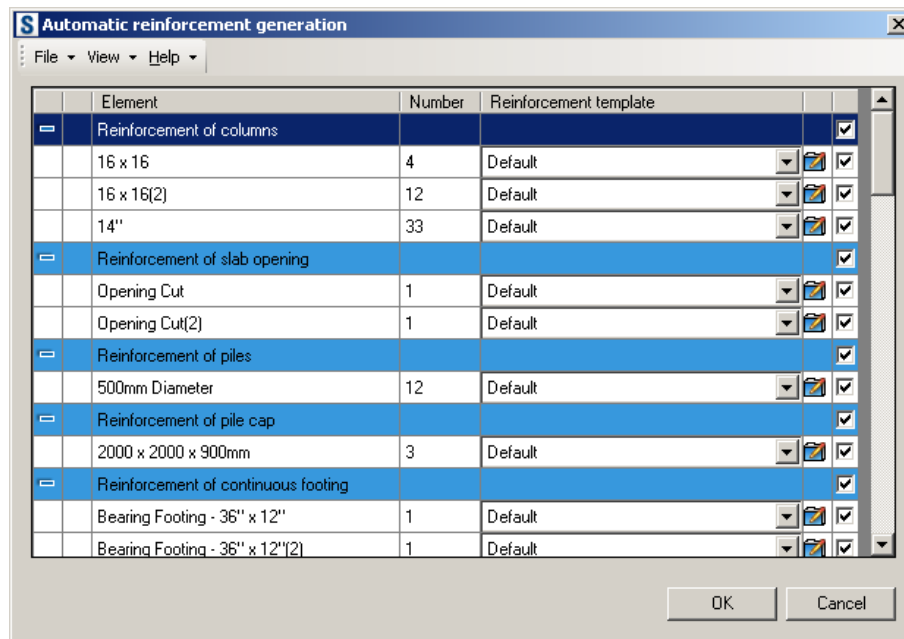 S Automatic reinforcement generation
File View Help
Element Number Reinforcement template
Reinforcement of columns
16 x 16 4 Default
16 x 16(2) 12 Default
14" 33 Default
Reinforcement of slab opening
Opening Cut 1 Default
Opening Cut(2) 1 Default
Reinforcement of piles
500mm Diameter 12 Default
Reinforcement of pile cap
2000 x 2000 x 900mm 3 Default
Reinforcement of continuous footing
Bearing Footing - 36" x 12" 1 Default
Bearing Footing - 36" x 12"(2) 1 Default
OK Cancel